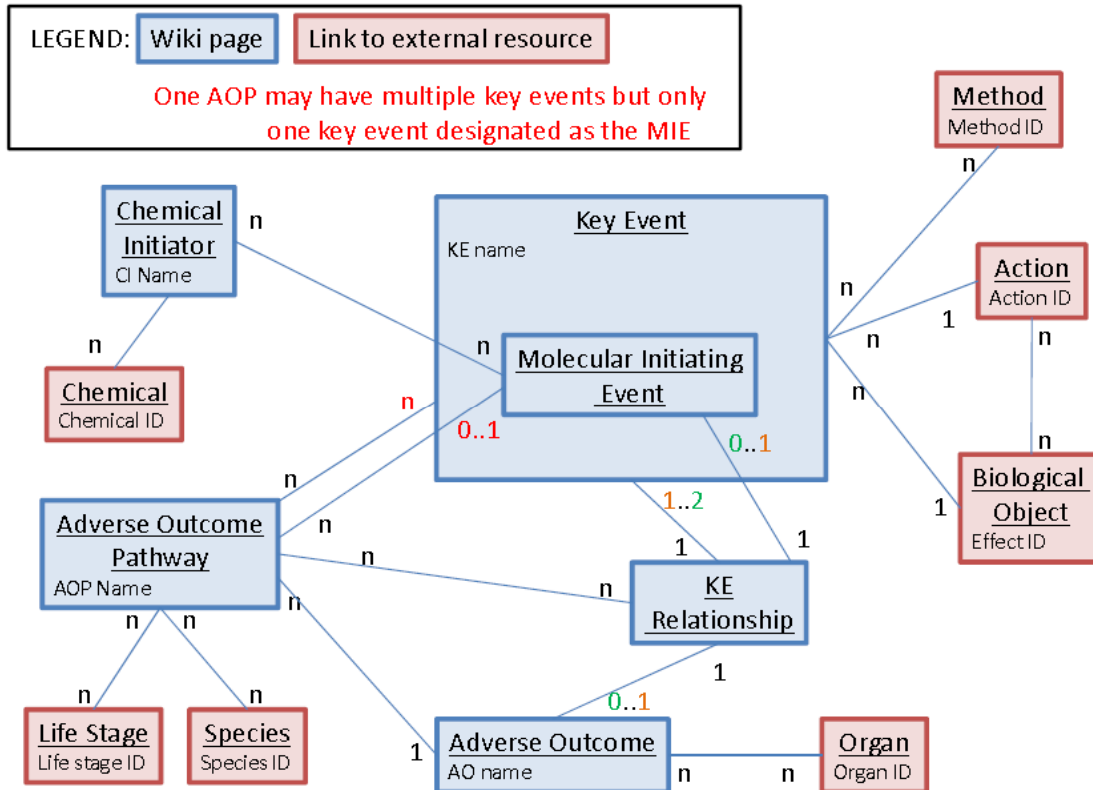 LEGEND: Wiki page Link to external resource
One AOP may have multiple key events but only
one key event designated as the MIE
Method
Method ID
n
Chemical
Initiator
CI Name
n
Key Event
KE name
n
Action
Action ID
1
n
n
n
Chemical
Chemical ID
n
Molecular Initiating
Event
n
0..1
0..1
n
n
n
Biological
Object
Effect ID
1
1..2
1
1
Adverse Outcome
Pathway
AOP Name
n
n
n
n
n
KE
Relationship
1
n
n
n
n
0..1
Life Stage
Life stage ID
Species
Species ID
1
Adverse Outcome
AO name
n
n
Organ
Organ ID